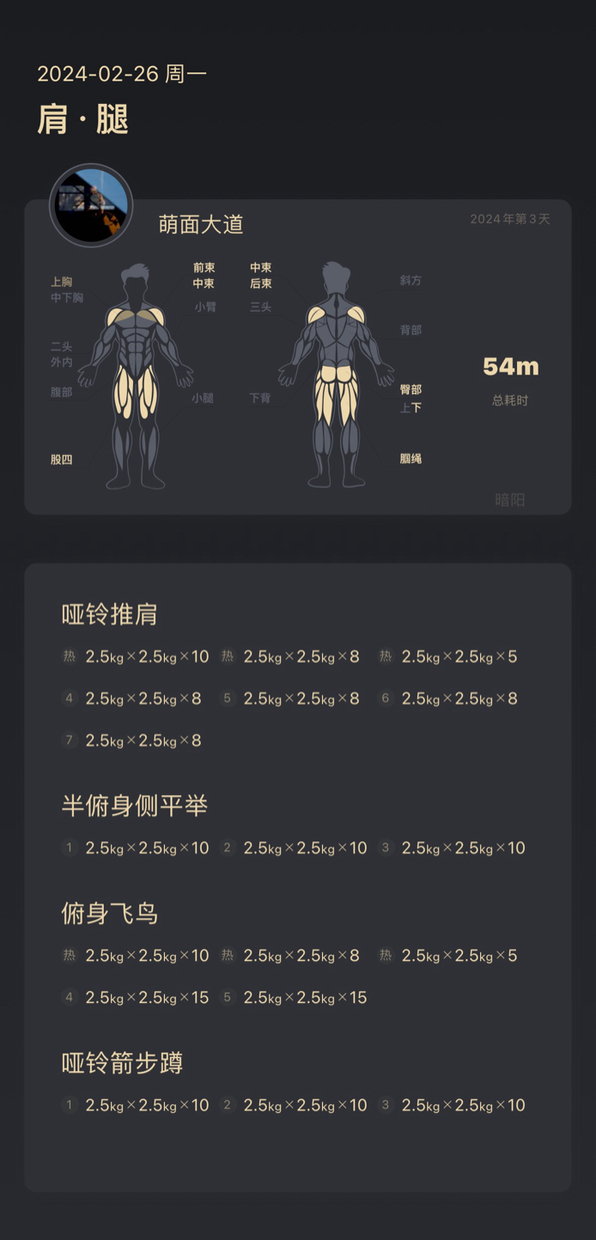 2024-02-26 周一
肩 · 腿
萌面大道
2024年第3天
上胸
中下胸
前束
中束
小臂
中束
后束
三头
斜方
二头
外内
背部
54m
总耗时
腹部
小腿
下背
臀部
上下
股四
腘绳
暗阳
哑铃推肩
热 2.5kg×2.5kg×10 热 2.5kg×2.5kg×8 热 2.5kg×2.5kg×5
4 2.5kg×2.5kg×8 5 2.5kg×2.5kg×8 6 2.5kg×2.5kg×8
7 2.5kg×2.5kg×8
半俯身侧平举
1 2.5kg×2.5kg×10 2 2.5kg×2.5kg×10 3 2.5kg×2.5kg×10
俯身飞鸟
热 2.5kg×2.5kg×10 热 2.5kg×2.5kg×8 热 2.5kg×2.5kg×5
4 2.5kg×2.5kg×15 5 2.5kg×2.5kg×15
哑铃箭步蹲
1 2.5kg×2.5kg×10 2 2.5kg×2.5kg×10 3 2.5kg×2.5kg×10